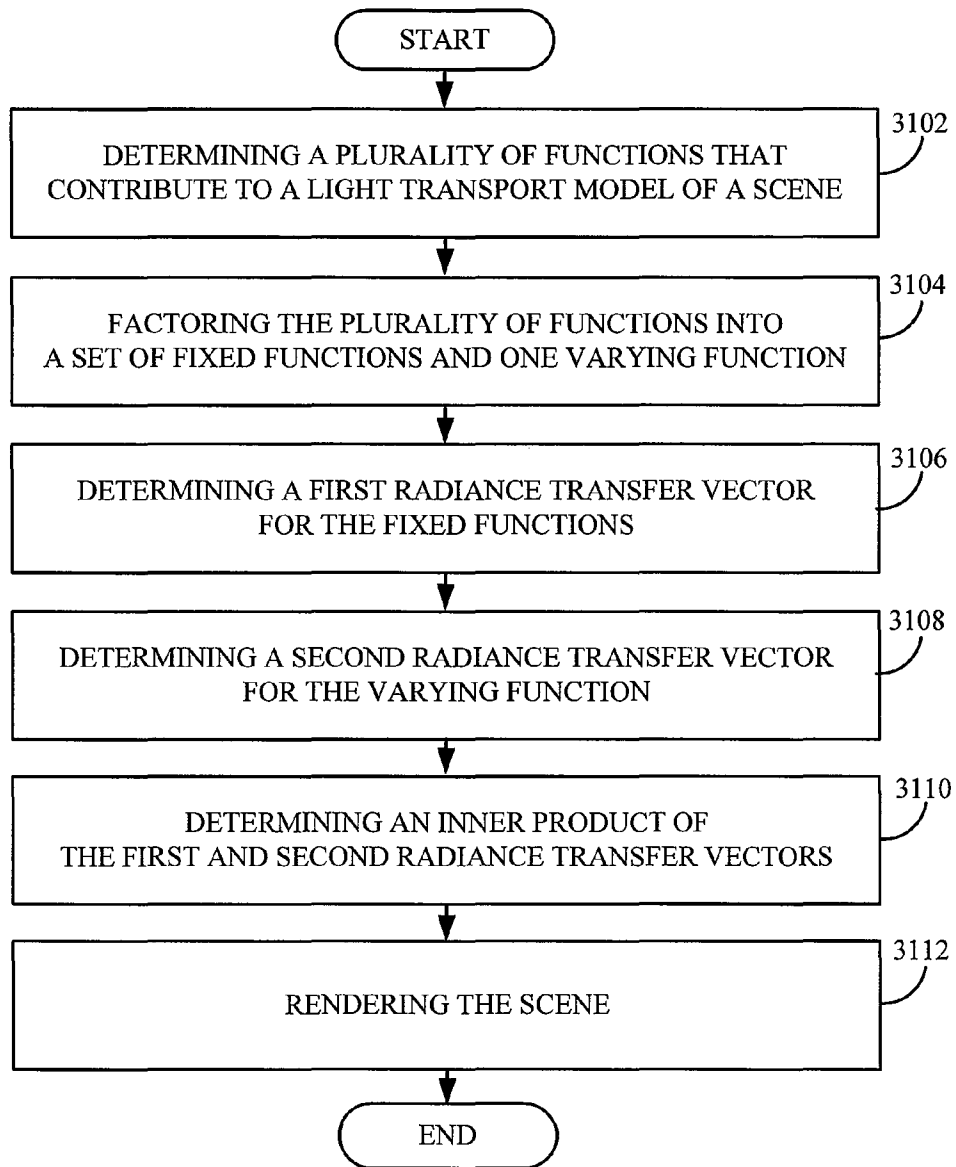 START
3102
DETERMINING A PLURALITY OF FUNCTIONS THAT
CONTRIBUTE TO A LIGHT TRANSPORT MODEL OF A SCENE
3104
FACTORING THE PLURALITY OF FUNCTIONS INTO
A SET OF FIXED FUNCTIONS AND ONE VARYING FUNCTION
3106
DETERMINING A FIRST RADIANCE TRANSFER VECTOR
FOR THE FIXED FUNCTIONS
3108
DETERMINING A SECOND RADIANCE TRANSFER VECTOR
FOR THE VARYING FUNCTION
3110
DETERMINING AN INNER PRODUCT OF
THE FIRST AND SECOND RADIANCE TRANSFER VECTORS
3112
RENDERING THE SCENE
END